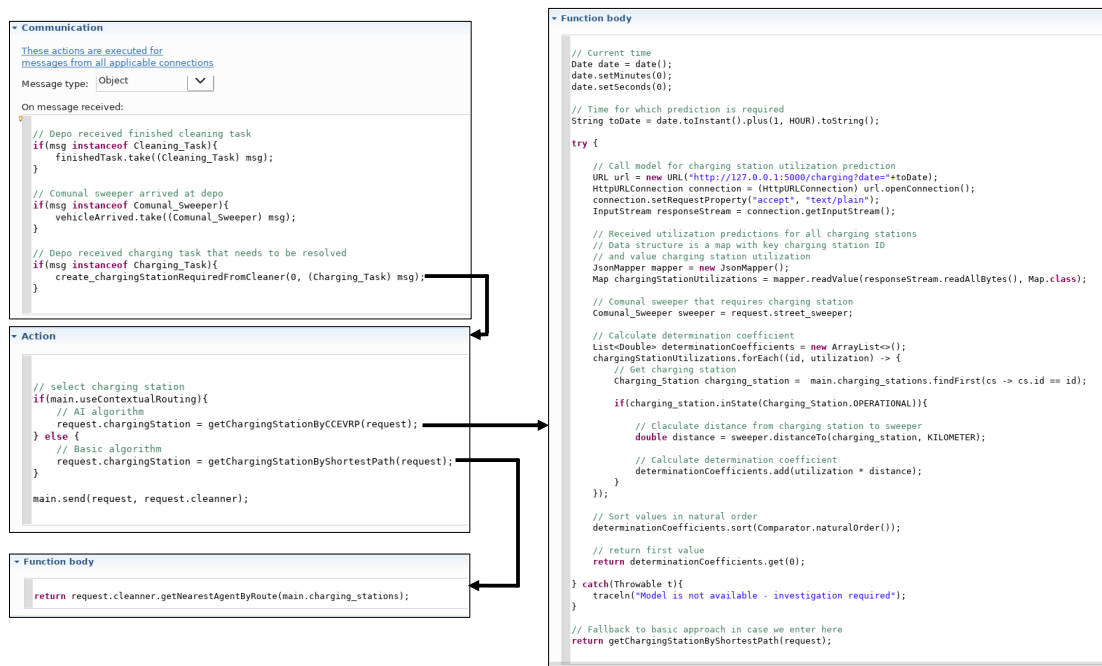 Communication
These actions are executed for
messages from all applicable connections
Message type: Object
On message received:
// Depo received finished cleaning task
if(msg instanceof Cleaning_Task){
    finishedTask.take((Cleaning_Task) msg);
}
// Comunal sweeper arrived at depo
if(msg instanceof Comunal_Sweeper){
    vehicleArrived.take((Comunal_Sweeper) msg);
}
// Depo received charging task that needs to be resolved
if(msg instanceof Charging_Task){
    create_chargingStationRequiredFromCleaner(0, (Charging_Task) msg);
}
Action
// select charging station
if(main.useContextualRouting){
    // AI algorithm
    request.chargingStation = getChargingStationByCCEVRP(request);
} else {
    // Basic algorithm
    request.chargingStation = getChargingStationByShortestPath(request);
}
main.send(request, request.cleanner);
Function body
return request.cleanner.getNearestAgentByRoute(main.charging_stations);
Function body
// Current time
Date date = date();
date.setMinutes(0);
date.setSeconds(0);
// Time for which prediction is required
String toDate = date.toInstant().plus(1, HOUR).toString();
try {
    // Call model for charging station utilization prediction
    URL url = new URL("http://127.0.0.1:5000/charging?date="+toDate);
    HttpURLConnection connection = (HttpURLConnection) url.openConnection();
    connection.setRequestProperty("accept", "text/plain");
    InputStream responseStream = connection.getInputStream();
    // Received utilization predictions for all charging stations
    // Data structure is a map with key charging station ID
    // and value charging station utilization
    JsonMapper mapper = new JsonMapper();
    Map chargingStationUtilizations = mapper.readValue(responseStream.readAllBytes(), Map.class);
    // Comunal sweeper that requires charging station
    Comunal_Sweeper sweeper = request.street_sweeper;
    // Calculate determination coefficient
    List<Double> determinationCoefficients = new ArrayList<>();
    chargingStationUtilizations.forEach((id, utilization) -> {
        // Get charging station
        Charging_Station charging_station =  main.charging_stations.findFirst(cs -> cs.id == id);
        if(charging_station.inState(Charging_Station.OPERATIONAL)){
            // Claculate distance from charging station to sweeper
            double distance = sweeper.distanceTo(charging_station, KILOMETER);
            // Calculate determination coefficient
            determinationCoefficients.add(utilization * distance);
        }
    });
    // Sort values in natural order
    determinationCoefficients.sort(Comparator.naturalOrder());
    // return first value
    return determinationCoefficients.get(0);
} catch(Throwable t){
    traceln("Model is not available - investigation required");
}
// Fallback to basic approach in case we enter here
return getChargingStationByShortestPath(request);